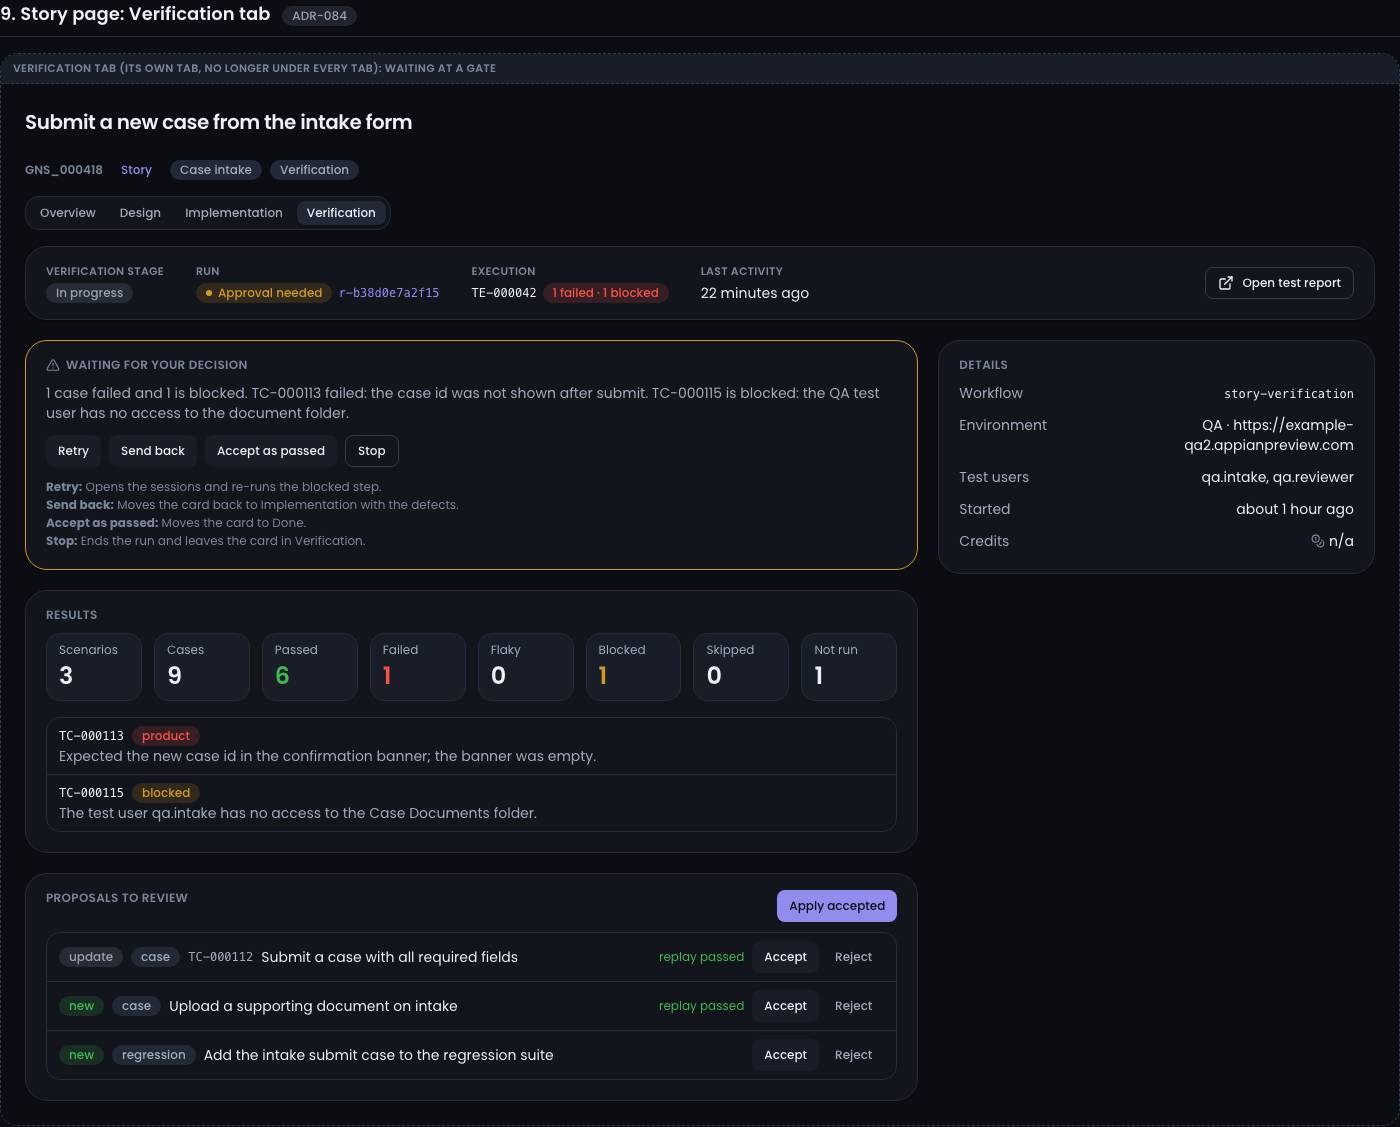 9. Story page: Verification tab ADR-084
VERIFICATION TAB (ITS OWN TAB, NO LONGER UNDER EVERY TAB): WAITING AT A GATE
Submit a new case from the intake form
GNS_000418 Story Case intake Verification
Overview Design Implementation Verification
VERIFICATION STAGE RUN EXECUTION LAST ACTIVITY
In progress Approval needed r-b38d0e7a2f15 TE-000042 1 failed · 1 blocked 22 minutes ago Open test report
WAITING FOR YOUR DECISION
1 case failed and 1 is blocked. TC-000113 failed: the case id was not shown after submit. TC-000115 is blocked: the QA test
user has no access to the document folder.
Retry Send back Accept as passed Stop
Retry: Opens the sessions and re-runs the blocked step.
Send back: Moves the card back to Implementation with the defects.
Accept as passed: Moves the card to Done.
Stop: Ends the run and leaves the card in Verification.
DETAILS
Workflow story-verification
Environment QA · https://example-
qa2.appianpreview.com
Test users qa.intake, qa.reviewer
Started about 1 hour ago
Credits n/a
RESULTS
Scenarios Cases Passed Failed Flaky Blocked Skipped Not run
3 9 6 1 0 1 0 1
TC-000113 product
Expected the new case id in the confirmation banner; the banner was empty.
TC-000115 blocked
The test user qa.intake has no access to the Case Documents folder.
PROPOSALS TO REVIEW Apply accepted
update case TC-000112 Submit a case with all required fields replay passed Accept Reject
new case Upload a supporting document on intake replay passed Accept Reject
new regression Add the intake submit case to the regression suite Accept Reject